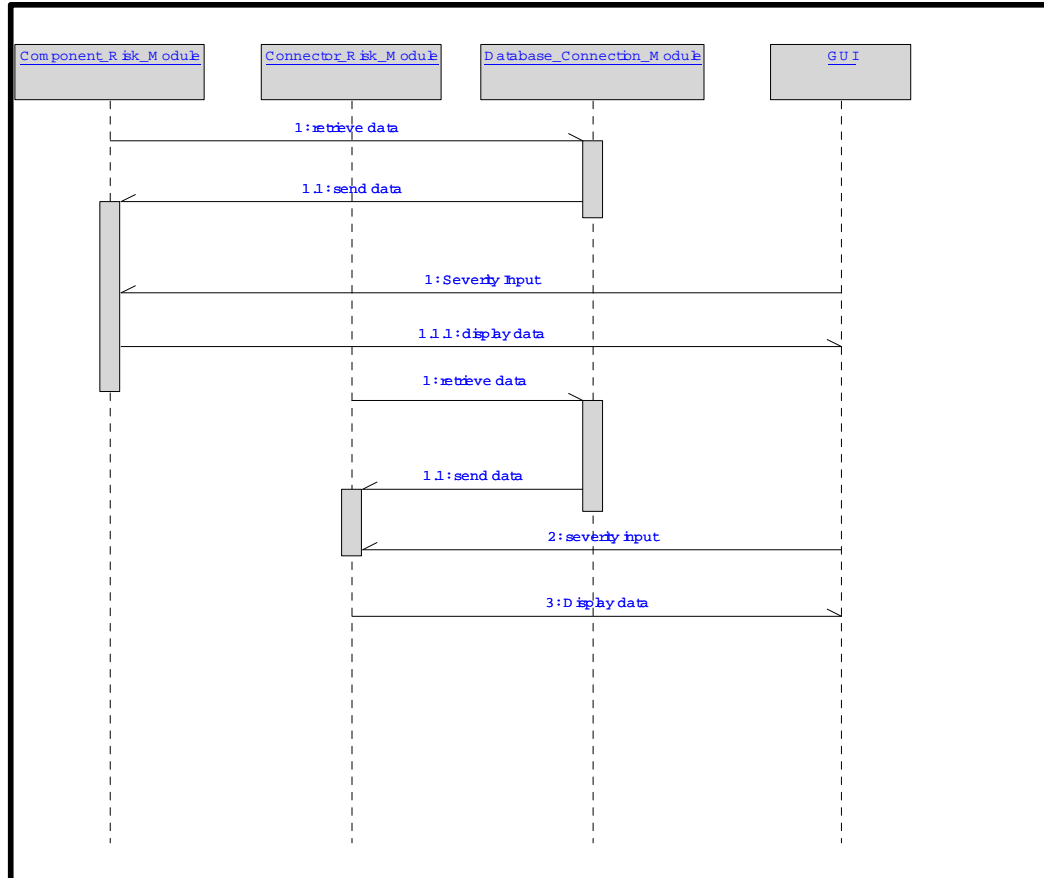 Component_Risk_Module
Connector_Risk_Module
Database_Connection_Module
GUI
1:retrieve data
1.1:send data
1:Severity Input
1.1.1:display data
1:retrieve data
1.1:send data
2:severity input
3:Display data